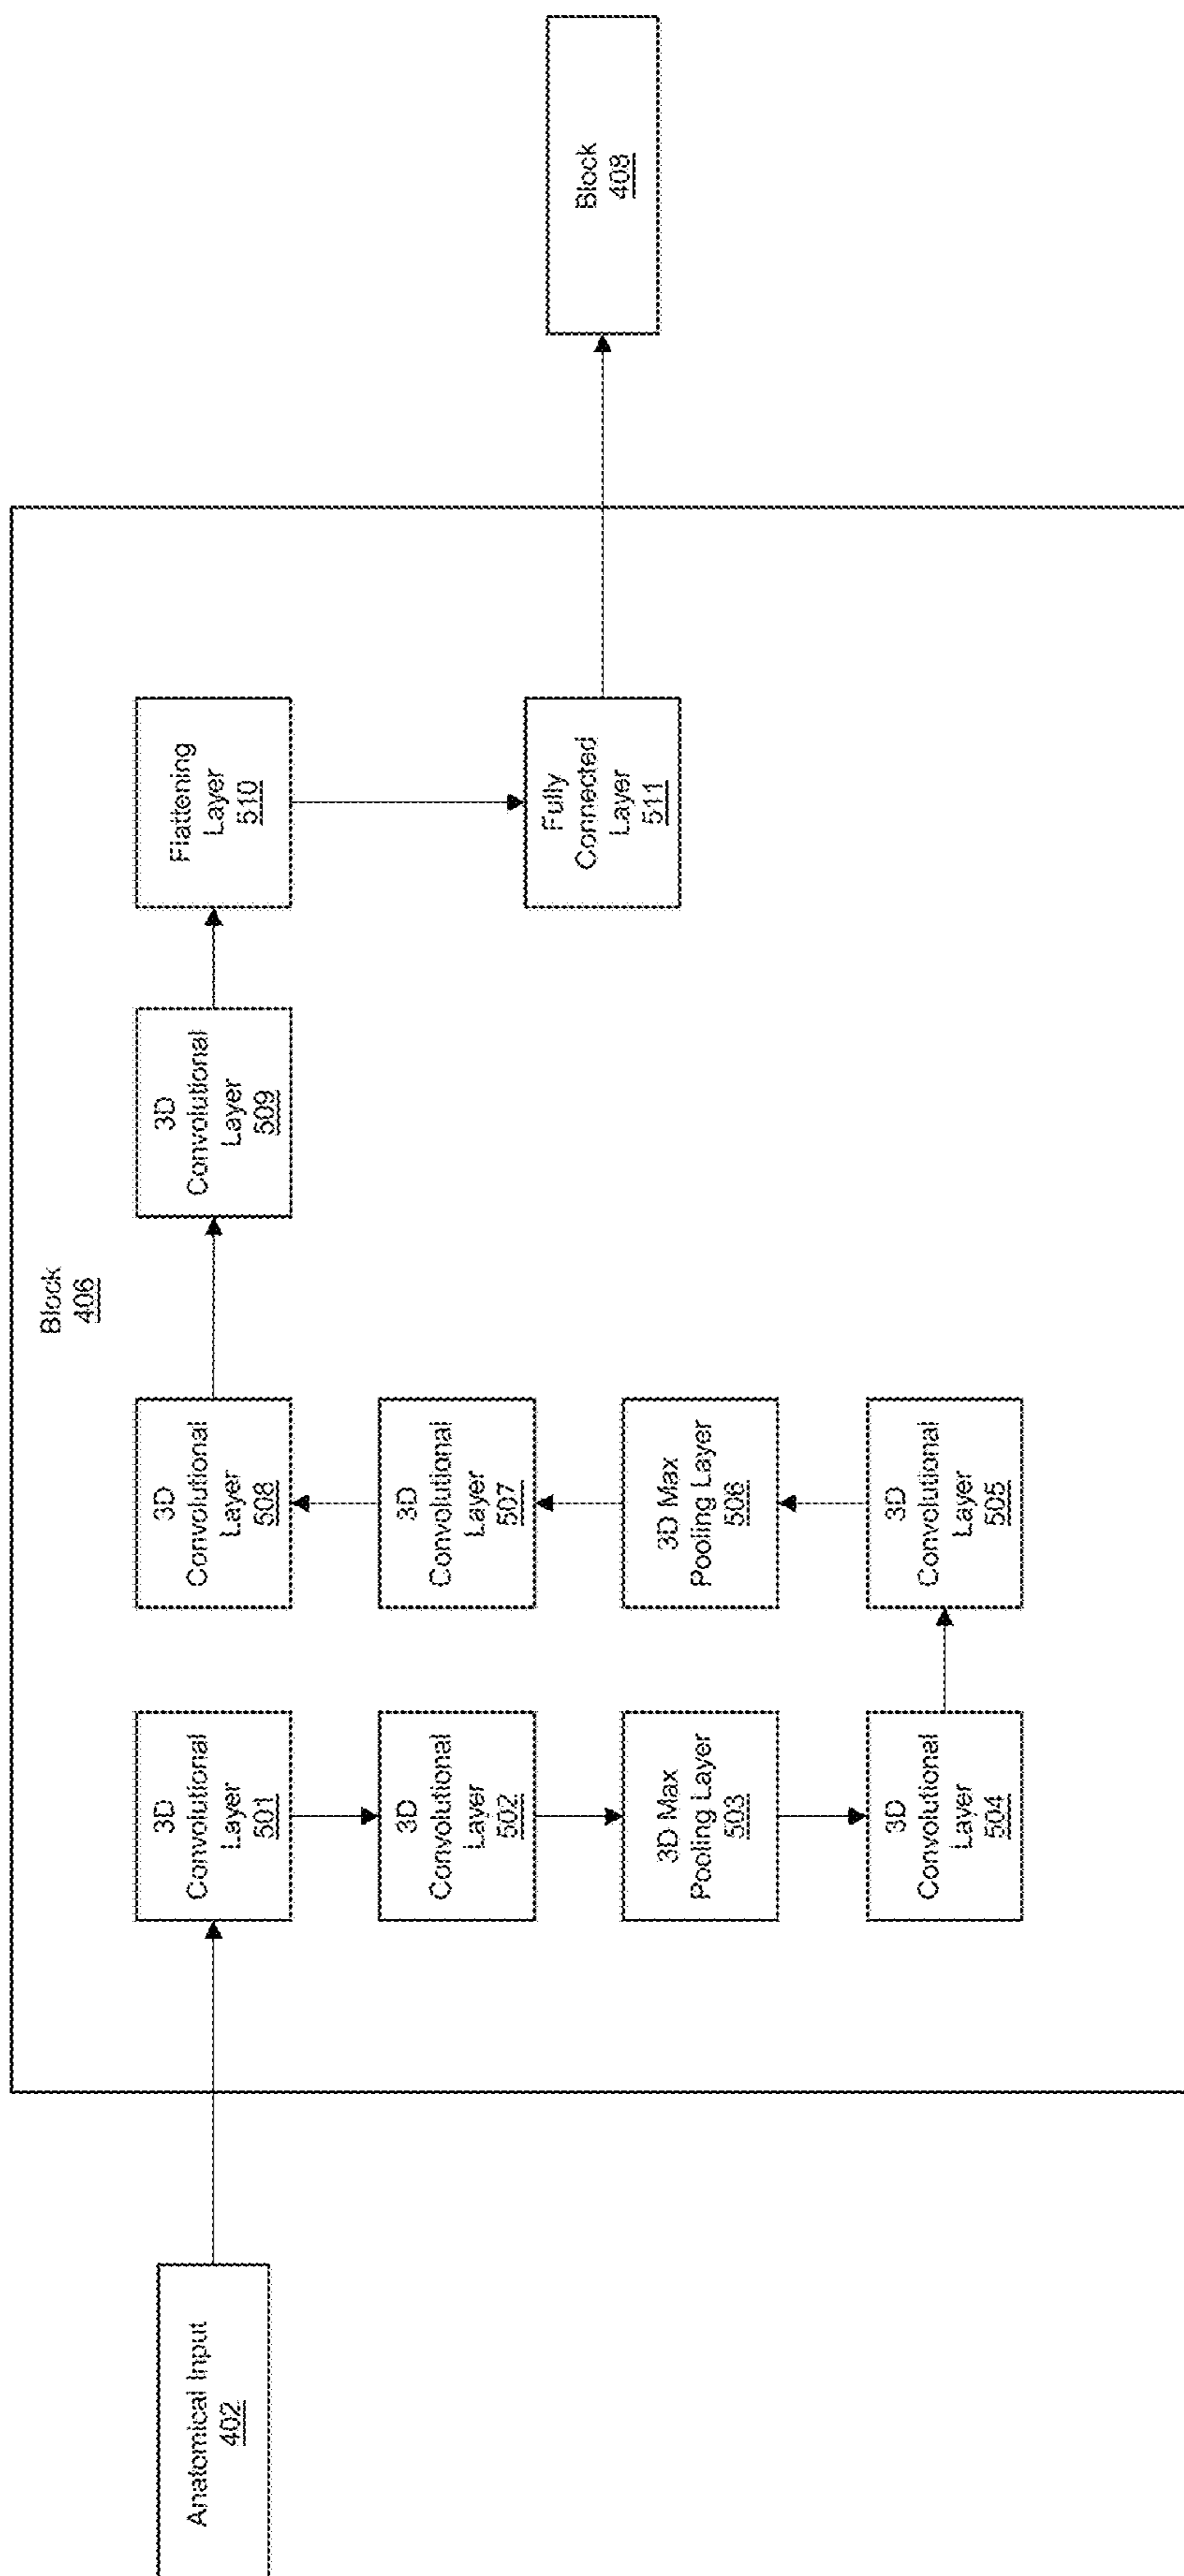 Block
406
Anatomical Input
402
3D
Convolutional
Layer
501
3D
Convolutional
Layer
502
3D Max
Pooling Layer
503
3D
Convolutional
Layer
504
3D
Convolutional
Layer
505
3D Max
Pooling Layer
506
3D
Convolutional
Layer
507
3D
Convolutional
Layer
508
3D
Convolutional
Layer
509
Flattening
Layer
510
Fully
Connected
Layer
511
Block
408